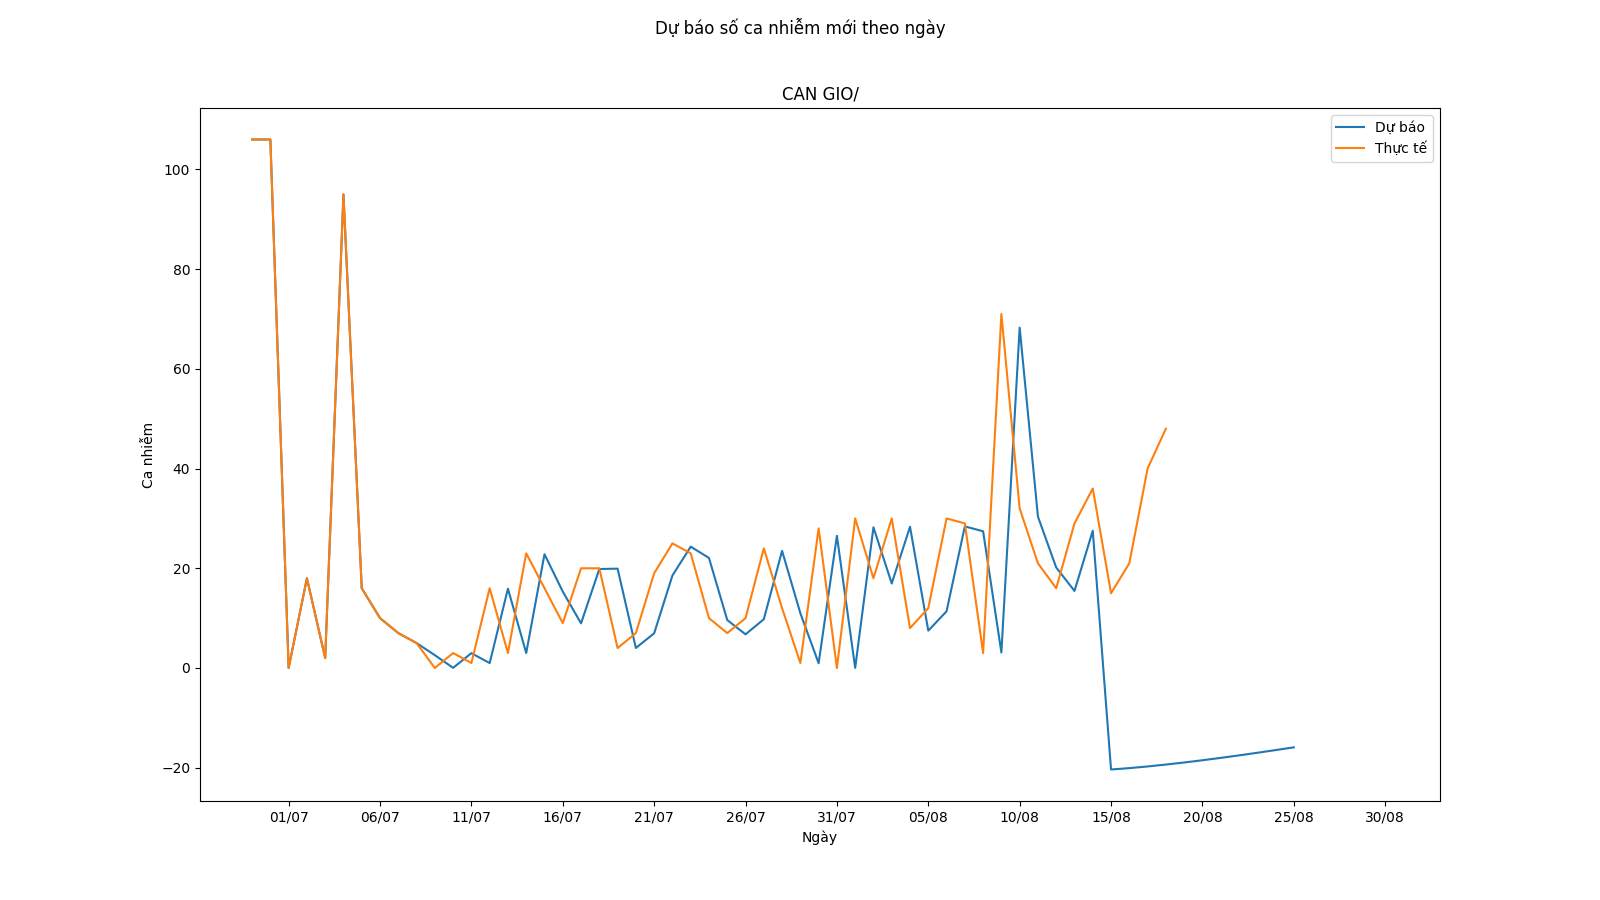 Dự báo số ca nhiễm mới theo ngày
CAN GIO/
Dự báo
Thực tế
100
80
60
40
20
0
−20
Ca nhiễm
01/07 06/07 11/07 16/07 21/07 26/07 31/07 05/08 10/08 15/08 20/08 25/08 30/08
Ngày